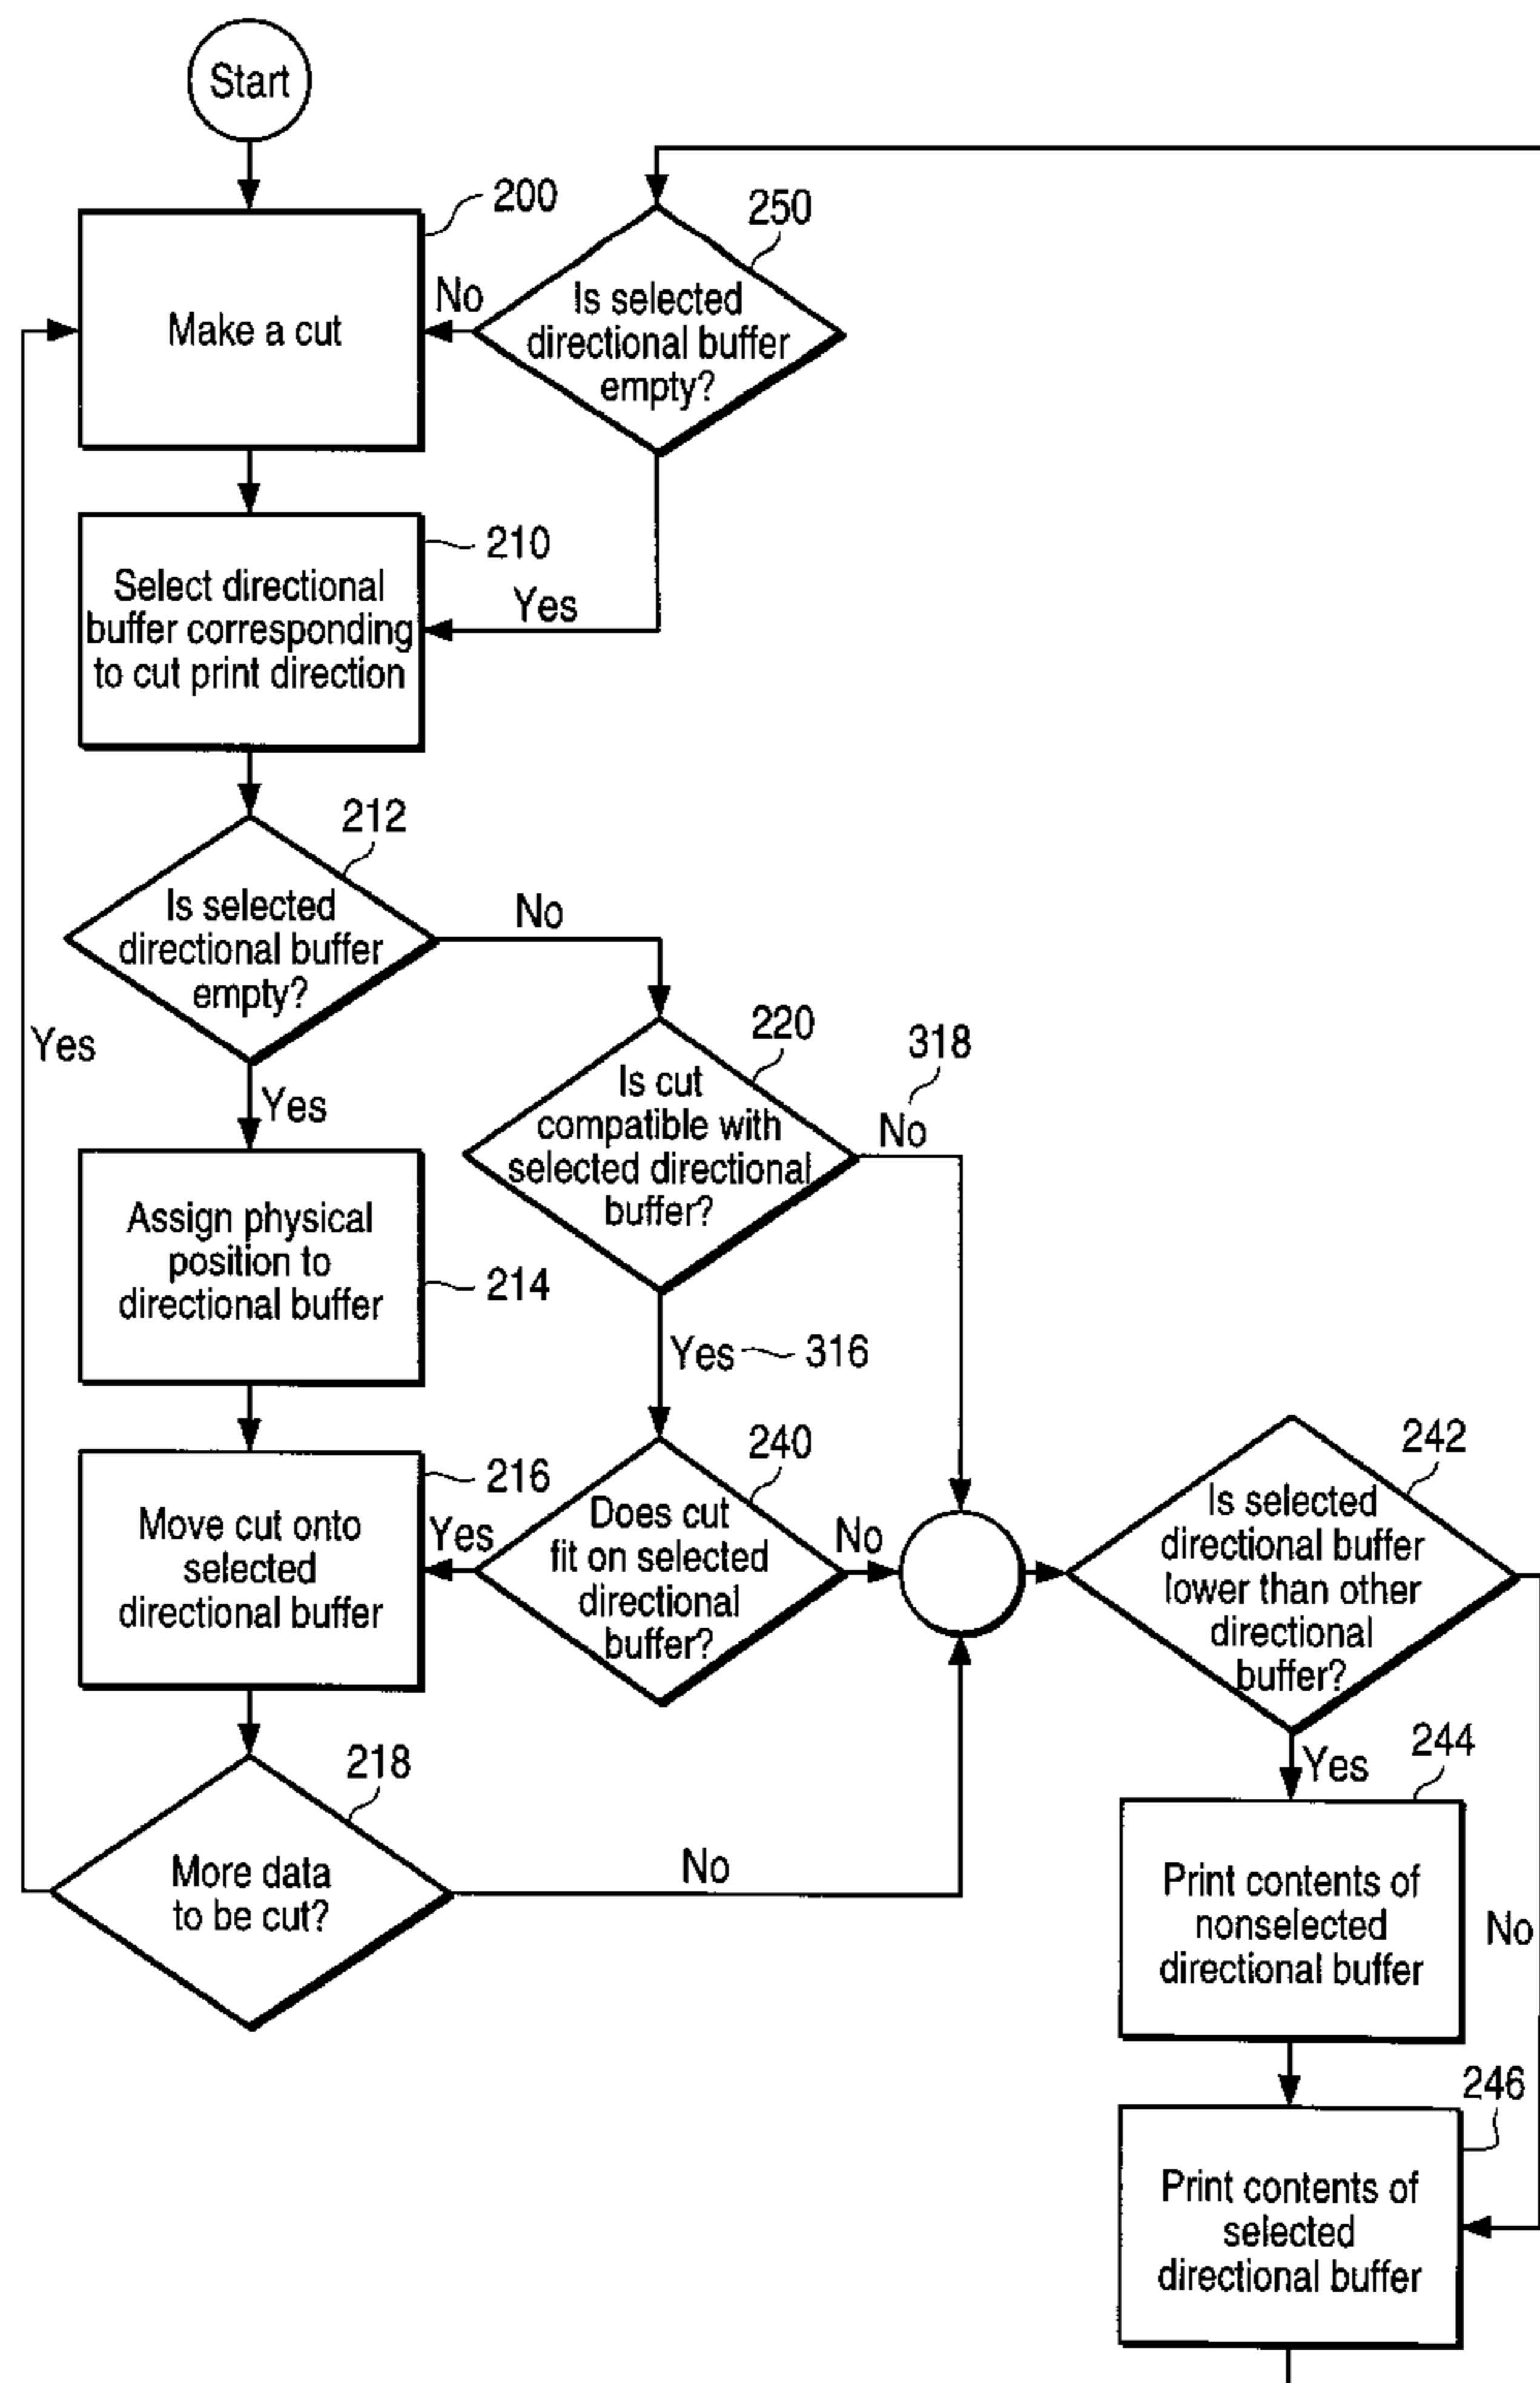 Start
200
Make a cut
250
No
Is selected
directional buffer
empty?
210
Select directional
buffer corresponding
to cut print direction
Yes
212
Is selected
directional buffer
empty?
No
Yes
Yes
220
Is cut
compatible with
selected directional
buffer?
318
No
Assign physical
position to
directional buffer
214
Yes
316
216
Move cut onto
selected
directional buffer
Yes
240
Does cut
fit on selected
directional
buffer?
No
242
Is selected
directional buffer
lower than other
directional
buffer?
218
More data
to be cut?
No
Yes
244
Print contents of
nonselected
directional buffer
No
246
Print contents of
selected
directional buffer